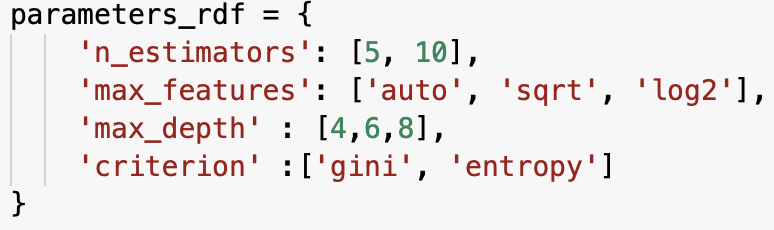 parameters_rdf = {
    'n_estimators': [5, 10],
    'max_features': ['auto', 'sqrt', 'log2'],
    'max_depth' : [4,6,8],
    'criterion' :['gini', 'entropy']
}